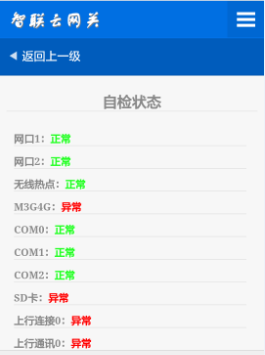 智联云网关
返回上一级
自检状态
网口1：正常
网口2：正常
无线热点：正常
M3G4G：异常
COM0：正常
COM1：正常
COM2：正常
SD卡：异常
上行连接0：异常
上行通讯0：异常